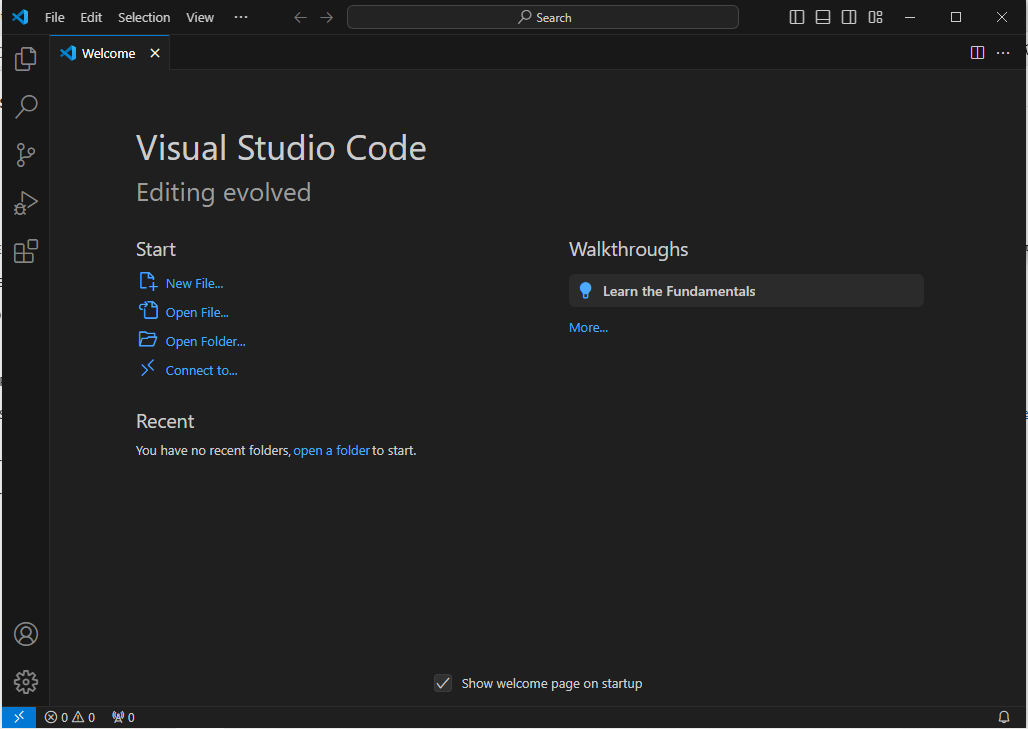 File Edit Selection View ··· Search
Welcome
Visual Studio Code
Editing evolved
Start
New File...
Open File...
Open Folder...
Connect to...
Recent
You have no recent folders, open a folder to start.
Walkthroughs
Learn the Fundamentals
More...
Show welcome page on startup
0 0 0